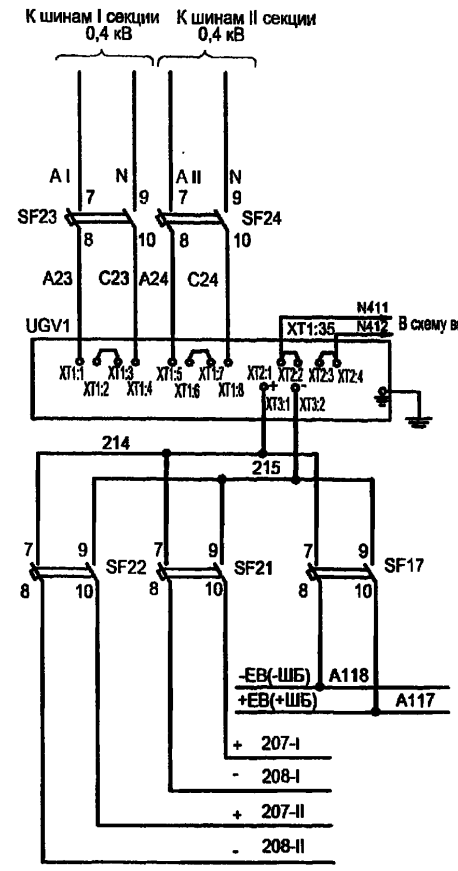 К шинам I секции К шинам II секции
0,4 кВ 0,4 кВ
A I N A II N
7 9 7 9
SF23 SF24
8 10 8 10
A23 C23 A24 C24
N411
UGV1 XT1:35 В схему
N412
XT1:1 XT1:3 XT1:5 XT1:7 XT2:1 XT2:2 XT2:3
XT1:2 XT1:4 XT1:6 XT1:8 + - XT2:4
XT3:1 XT3:2
214
215
7 9 7 9 7 9
SF22 SF21 SF17
8 10 8 10 8 10
-ЕВ(-ШБ) A118
+ЕВ(+ШБ) A117
+ 207-I
- 208-I
+ 207-II
- 208-II